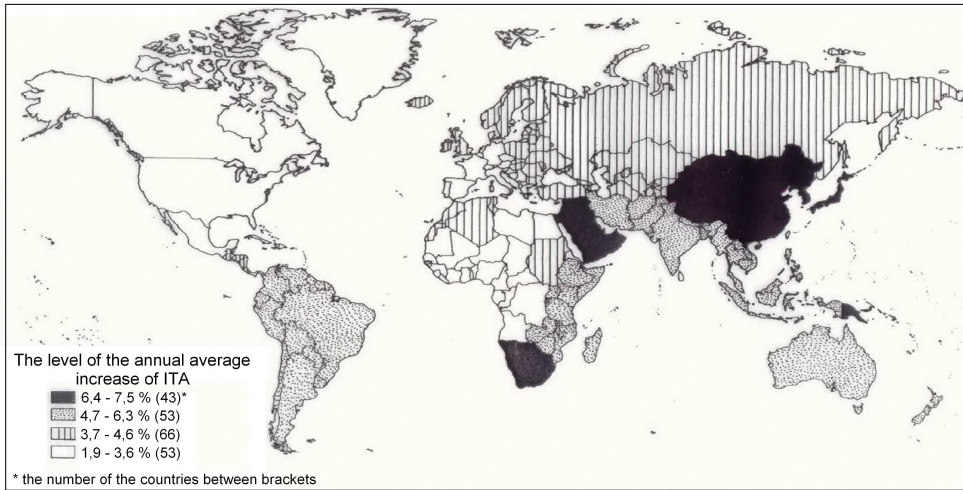 The level of the annual average
increase of ITA
6,4 - 7,5 % (43)*
4,7 - 6,3 % (53)
3,7 - 4,6 % (66)
1,9 - 3,6 % (53)
* the number of the countries between brackets